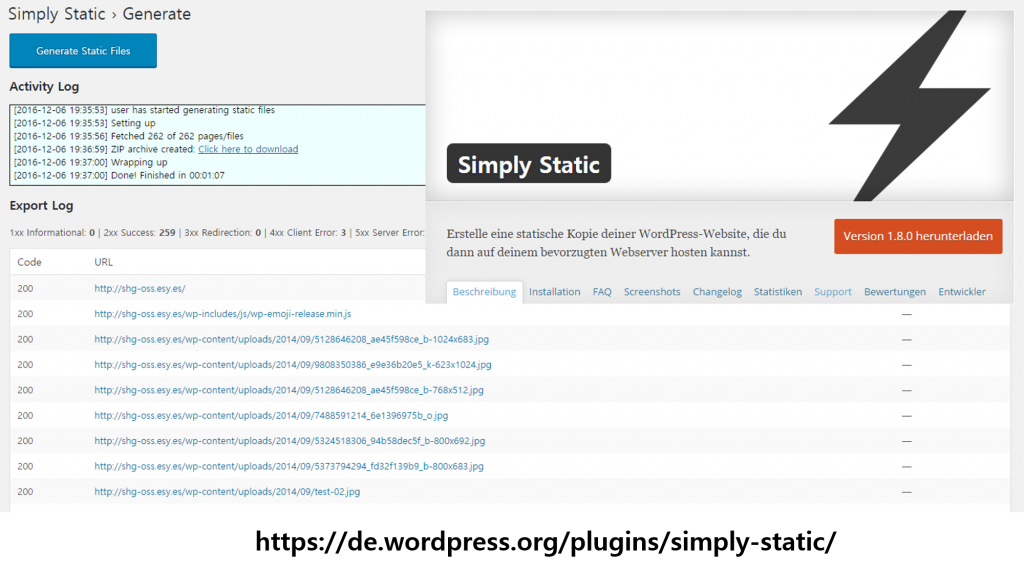 Simply Static › Generate
Generate Static Files
Activity Log
[2016-12-06 19:35:53] user has started generating static files
[2016-12-06 19:35:53] Setting up
[2016-12-06 19:35:56] Fetched 262 of 262 pages/files
[2016-12-06 19:36:59] ZIP archive created: Click here to download
[2016-12-06 19:37:00] Wrapping up
[2016-12-06 19:37:00] Done! Finished in 00:01:07
Export Log
1xx Informational: 0 | 2xx Success: 259 | 3xx Redirection: 0 | 4xx Client Error: 3 | 5xx Server Error:
Simply Static
Erstelle eine statische Kopie deiner WordPress-Website, die du
dann auf deinem bevorzugten Webserver hosten kannst.
Version 1.8.0 herunterladen
Beschreibung Installation FAQ Screenshots Changelog Statistiken Support Bewertungen Entwickler
Code URL
200 http://shg-oss.esy.es/
200 http://shg-oss.esy.es/wp-includes/js/wp-emoji-release.min.js —
200 http://shg-oss.esy.es/wp-content/uploads/2014/09/5128646208_ae45f598ce_b-1024x683.jpg —
200 http://shg-oss.esy.es/wp-content/uploads/2014/09/9808350386_e9e36b20e5_k-623x1024.jpg —
200 http://shg-oss.esy.es/wp-content/uploads/2014/09/5128646208_ae45f598ce_b-768x512.jpg —
200 http://shg-oss.esy.es/wp-content/uploads/2014/09/7488591214_6e1396975b_o.jpg —
200 http://shg-oss.esy.es/wp-content/uploads/2014/09/5324518306_94b58dec5f_b-800x692.jpg —
200 http://shg-oss.esy.es/wp-content/uploads/2014/09/5373794294_fd32f139b9_b-800x683.jpg —
200 http://shg-oss.esy.es/wp-content/uploads/2014/09/test-02.jpg —
https://de.wordpress.org/plugins/simply-static/